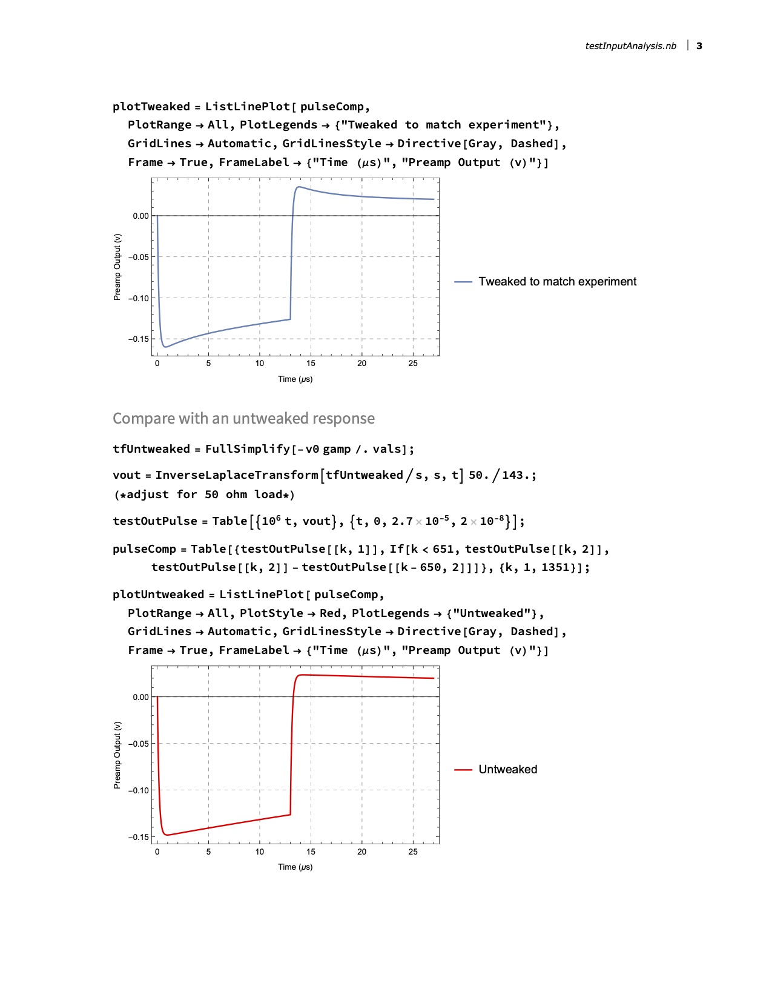 testInputAnalysis.nb | 3
plotTweaked = ListLinePlot[ pulseComp,
PlotRange → All, PlotLegends → {"Tweaked to match experiment"},
GridLines → Automatic, GridLinesStyle → Directive[Gray, Dashed],
Frame → True, FrameLabel → {"Time (μs)", "Preamp Output (v)"}]
0.00
−0.05
−0.10
−0.15
Preamp Output (v)
0 5 10 15 20 25
Time (μs)
Tweaked to match experiment
Compare with an untweaked response
tfUntweaked = FullSimplify[-v0 gamp /. vals];
vout = InverseLaplaceTransform[tfUntweaked / s, s, t] 50. / 143.;
(*adjust for 50 ohm load*)
testOutPulse = Table[{10⁶ t, vout}, {t, 0, 2.7 × 10⁻⁵, 2 × 10⁻⁸}];
pulseComp = Table[{testOutPulse[[k, 1]], If[k < 651, testOutPulse[[k, 2]],
testOutPulse[[k, 2]] - testOutPulse[[k - 650, 2]]]}, {k, 1, 1351}];
plotUntweaked = ListLinePlot[ pulseComp,
PlotRange → All, PlotStyle → Red, PlotLegends → {"Untweaked"},
GridLines → Automatic, GridLinesStyle → Directive[Gray, Dashed],
Frame → True, FrameLabel → {"Time (μs)", "Preamp Output (v)"}]
0.00
−0.05
−0.10
−0.15
Preamp Output (v)
0 5 10 15 20 25
Time (μs)
Untweaked